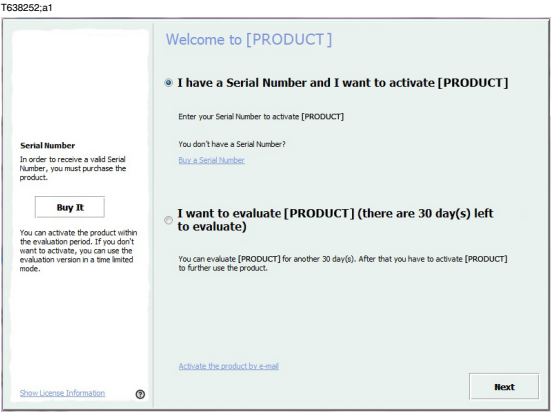 T638252;a1
Welcome to [PRODUCT]
I have a Serial Number and I want to activate [PRODUCT]
Enter your Serial Number to activate [PRODUCT]
You don't have a Serial Number?
Buy a Serial Number
Serial Number
In order to receive a valid Serial
Number, you must purchase the
product.
Buy It
You can activate the product within
the evaluation period. If you don't
want to activate, you can use the
evaluation version in a time limited
mode.
I want to evaluate [PRODUCT] (there are 30 day(s) left
to evaluate)
You can evaluate [PRODUCT] for another 30 day(s). After that you have to activate [PRODUCT]
to further use the product.
Activate the product by e-mail
Show License Information
?
Next